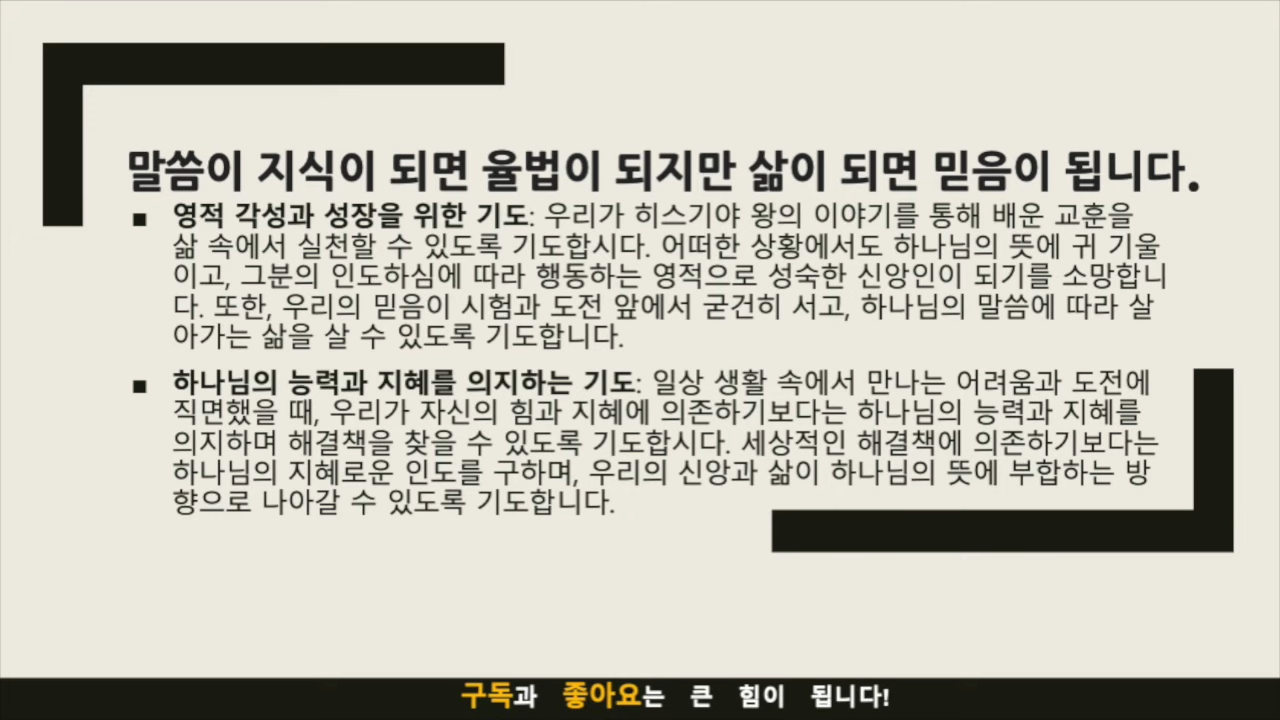 말씀이 지식이 되면 율법이 되지만 삶이 되면 믿음이 됩니다.
■ 영적 각성과 성장을 위한 기도: 우리가 히스기야 왕의 이야기를 통해 배운 교훈을
삶 속에서 실천할 수 있도록 기도합시다. 어떠한 상황에서도 하나님의 뜻에 귀 기울
이고, 그분의 인도하심에 따라 행동하는 영적으로 성숙한 신앙인이 되기를 소망합니
다. 또한, 우리의 믿음이 시험과 도전 앞에서 굳건히 서고, 하나님의 말씀에 따라 살
아가는 삶을 살 수 있도록 기도합니다.
■ 하나님의 능력과 지혜를 의지하는 기도: 일상 생활 속에서 만나는 어려움과 도전에
직면했을 때, 우리가 자신의 힘과 지혜에 의존하기보다는 하나님의 능력과 지혜를
의지하며 해결책을 찾을 수 있도록 기도합시다. 세상적인 해결책에 의존하기보다는
하나님의 지혜로운 인도를 구하며, 우리의 신앙과 삶이 하나님의 뜻에 부합하는 방
향으로 나아갈 수 있도록 기도합니다.
구독과 좋아요는 큰 힘이 됩니다!